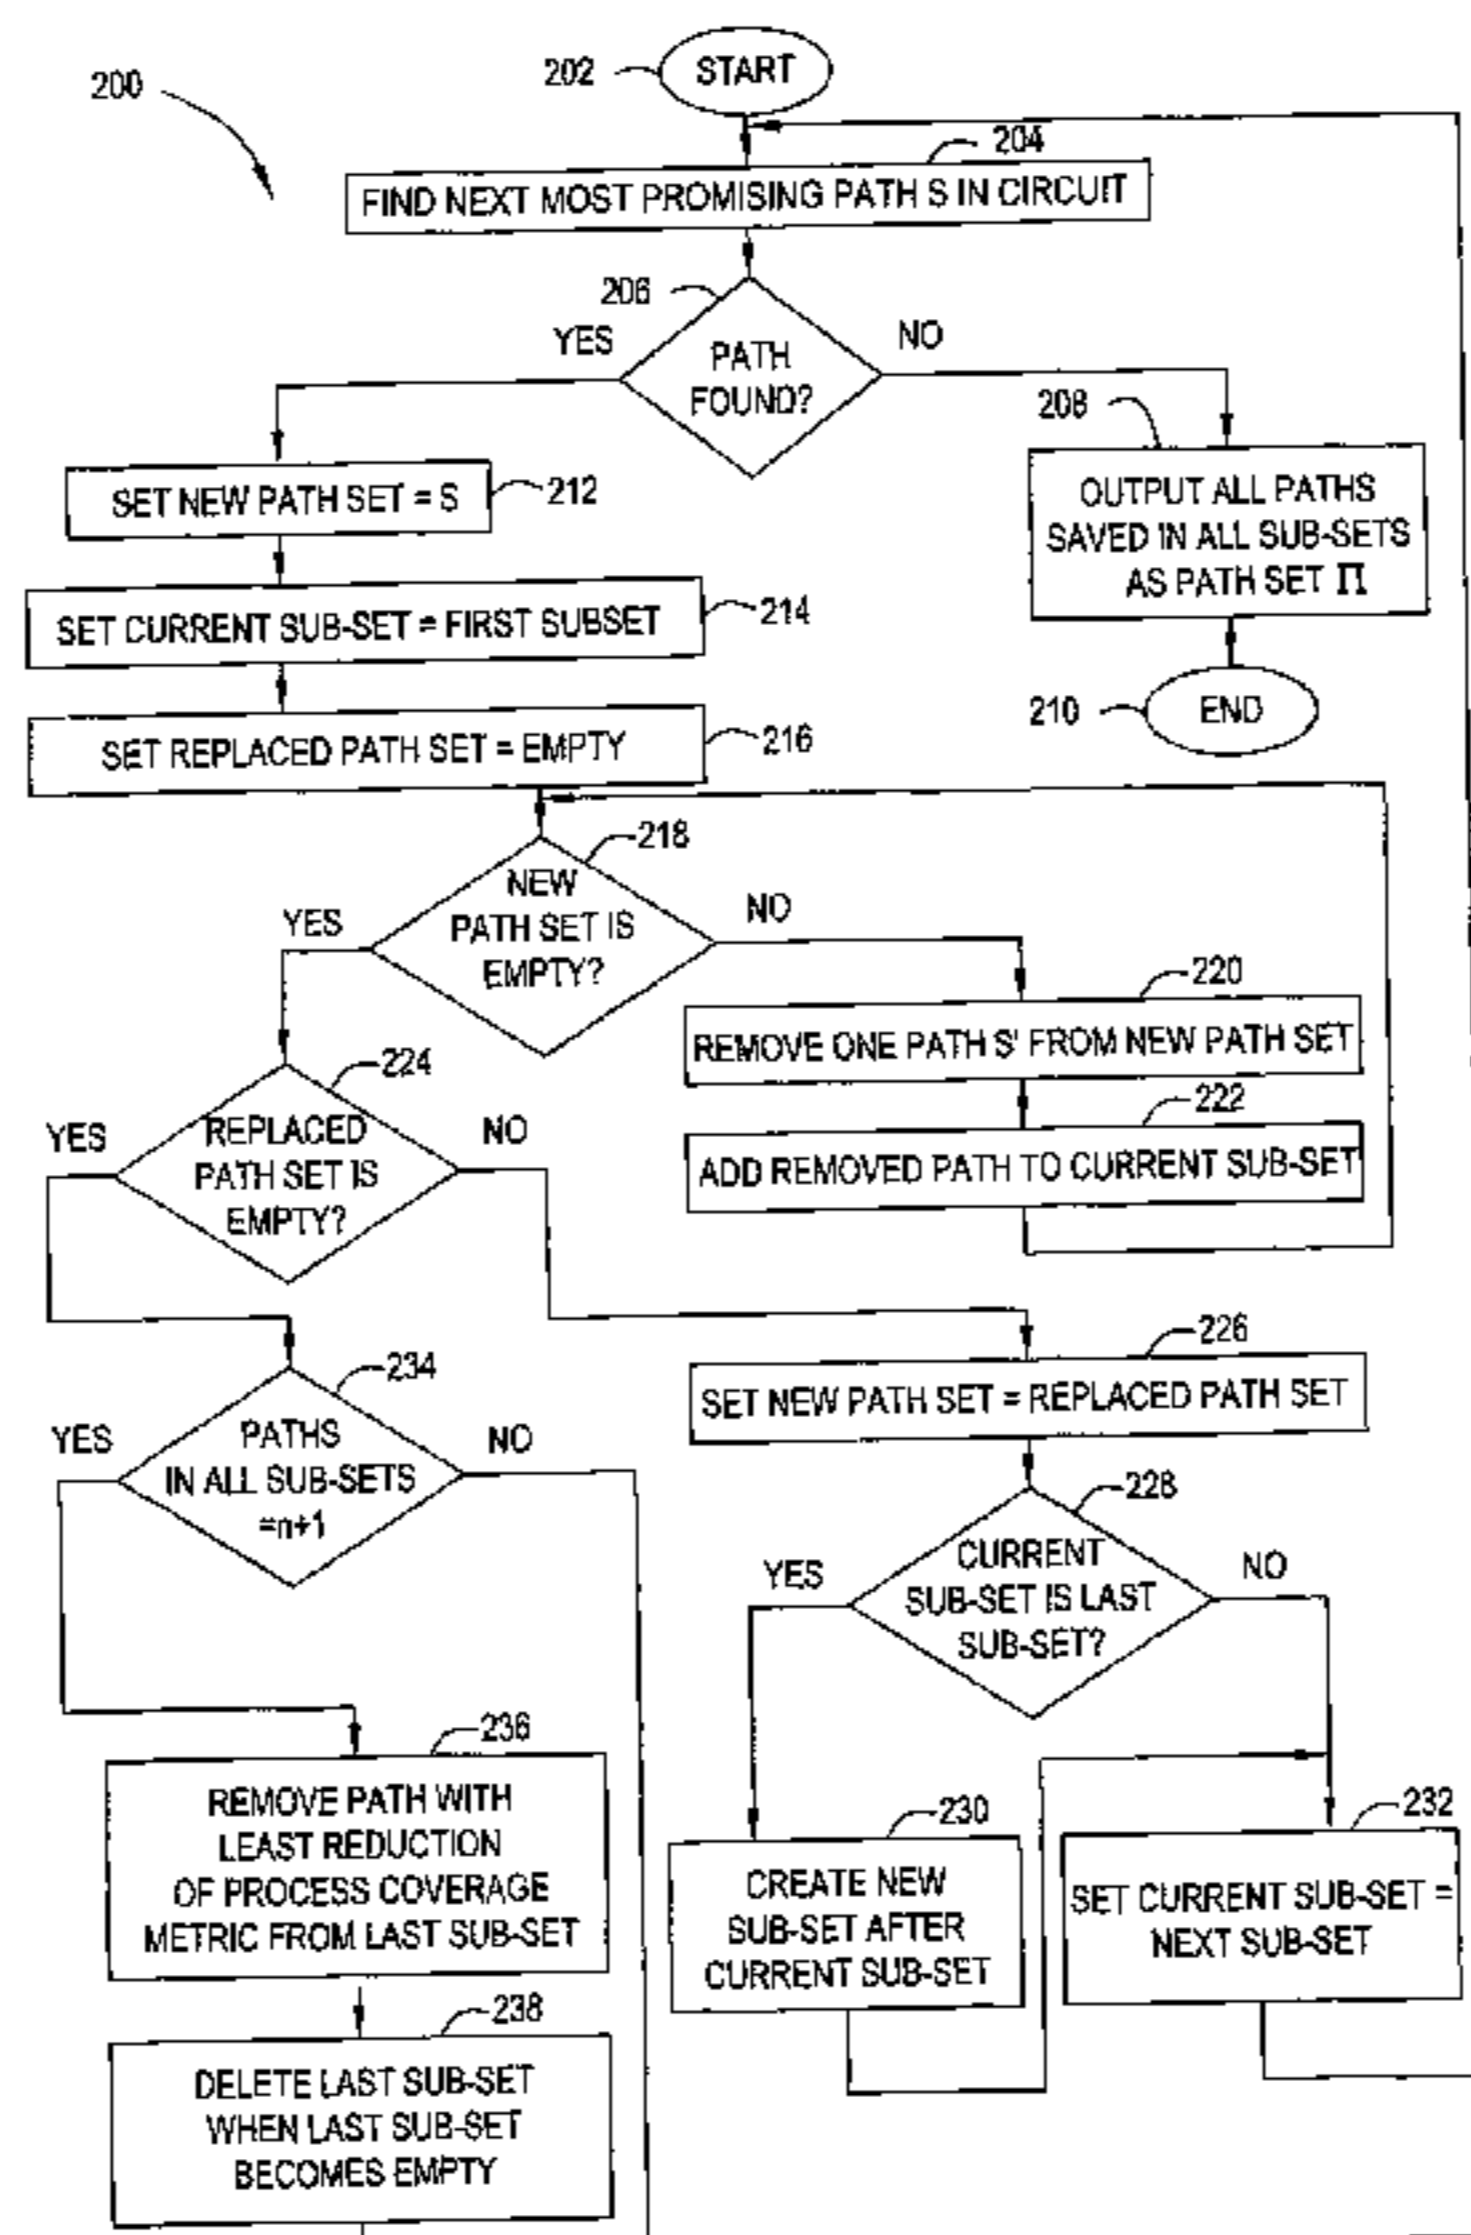 200
202
START
204
FIND NEXT MOST PROMISING PATH S IN CIRCUIT
206
YES
NO
PATH
FOUND?
208
SET NEW PATH SET = S
212
OUTPUT ALL PATHS
SAVED IN ALL SUB-SETS
AS PATH SET Π
SET CURRENT SUB-SET = FIRST SUBSET
214
210
END
SET REPLACED PATH SET = EMPTY
216
218
YES
NO
NEW
PATH SET IS
EMPTY?
220
REMOVE ONE PATH S' FROM NEW PATH SET
222
ADD REMOVED PATH TO CURRENT SUB-SET
224
YES
NO
REPLACED
PATH SET IS
EMPTY?
226
SET NEW PATH SET = REPLACED PATH SET
234
YES
NO
PATHS
IN ALL SUB-SETS
=n+1
228
YES
NO
CURRENT
SUB-SET IS LAST
SUB-SET?
236
REMOVE PATH WITH
LEAST REDUCTION
OF PROCESS COVERAGE
METRIC FROM LAST SUB-SET
230
CREATE NEW
SUB-SET AFTER
CURRENT SUB-SET
232
SET CURRENT SUB-SET =
NEXT SUB-SET
238
DELETE LAST SUB-SET
WHEN LAST SUB-SET
BECOMES EMPTY